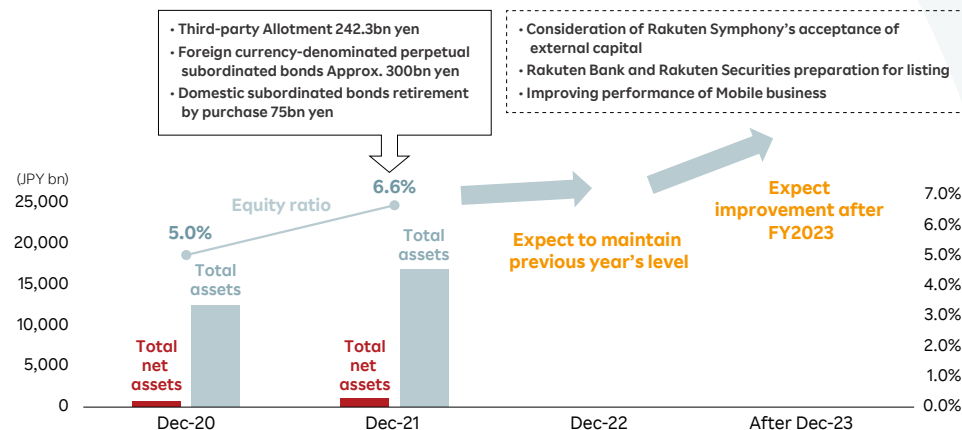 • Third-party Allotment 242.3bn yen
• Foreign currency-denominated perpetual
subordinated bonds Approx. 300bn yen
• Domestic subordinated bonds retirement
by purchase 75bn yen
• Consideration of Rakuten Symphony's acceptance of
external capital
• Rakuten Bank and Rakuten Securities preparation for listing
• Improving performance of Mobile business
(JPY bn)
25,000
20,000
15,000
10,000
5,000
0
Equity ratio
5.0%
6.6%
Total
assets
Total
net
assets
Total
assets
Total
net
assets
Expect to maintain
previous year's level
Expect
improvement after
FY2023
7.0%
6.0%
5.0%
4.0%
3.0%
2.0%
1.0%
0.0%
Dec-20
Dec-21
Dec-22
After Dec-23